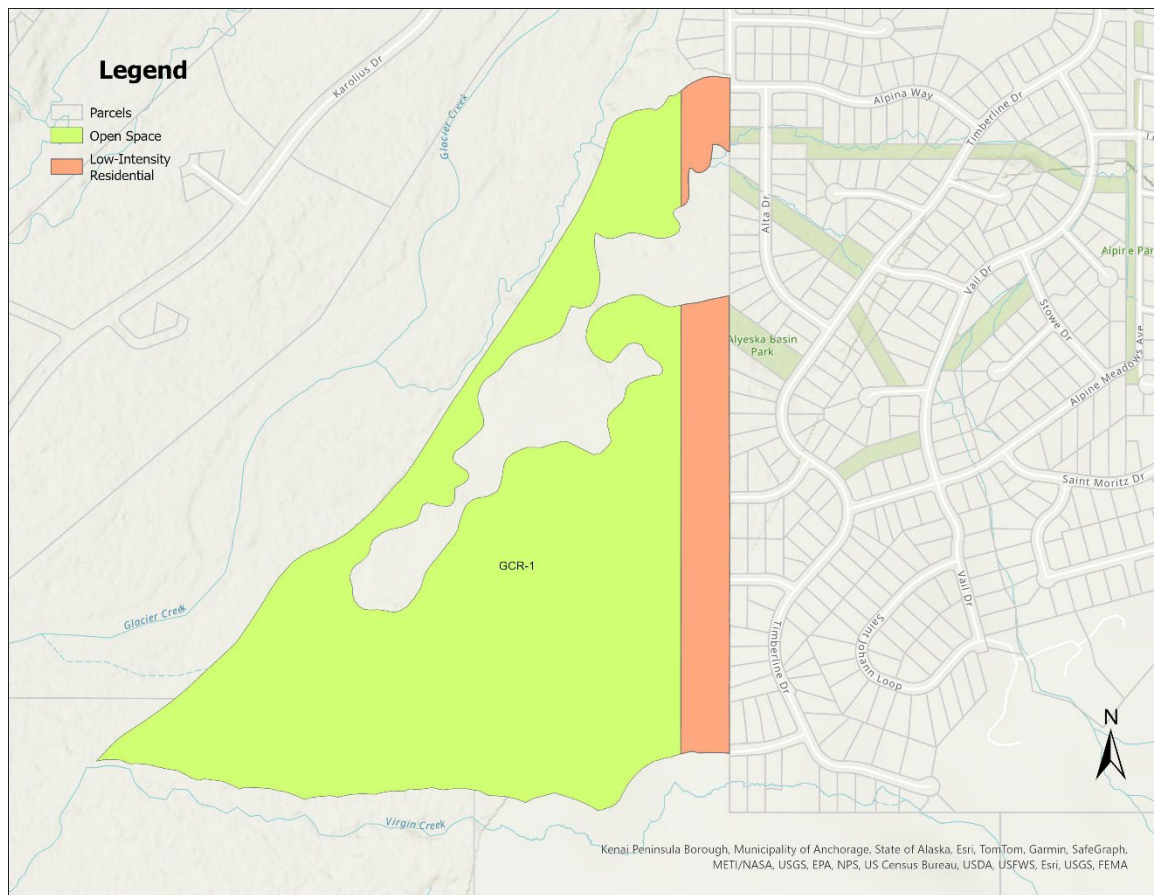 Legend
Parcels
Open Space
Low-Intensity
Residential
Karolius Dr
Glacier Creek
Alpina Way
Timberline Dr
Alta Dr
Vail Dr
Alpine Par
Stowe Dr
Alyeska Basin
Park
Alpine Meadows Ave
Saint Moritz Dr
GCR-1
Vail Dr
Glacier Creek
Timberline Dr
Saint Johann Loop
N
Virgin Creek
Kenai Peninsula Borough, Municipality of Anchorage, State of Alaska, Esri, TomTom, Garmin, SafeGraph,
METI/NASA, USGS, EPA, NPS, US Census Bureau, USDA, USFWS, Esri, USGS, FEMA